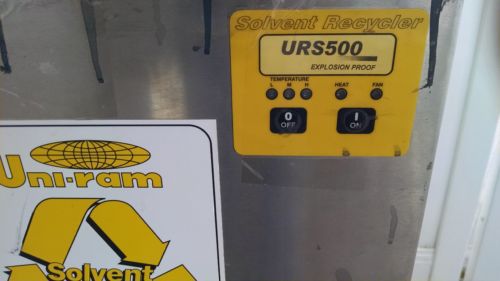 Solvent Recycler
URS500
EXPLOSION PROOF
TEMPERATURE
L M H HEAT FAN
0 I
OFF ON
Uni-ram
Solvent